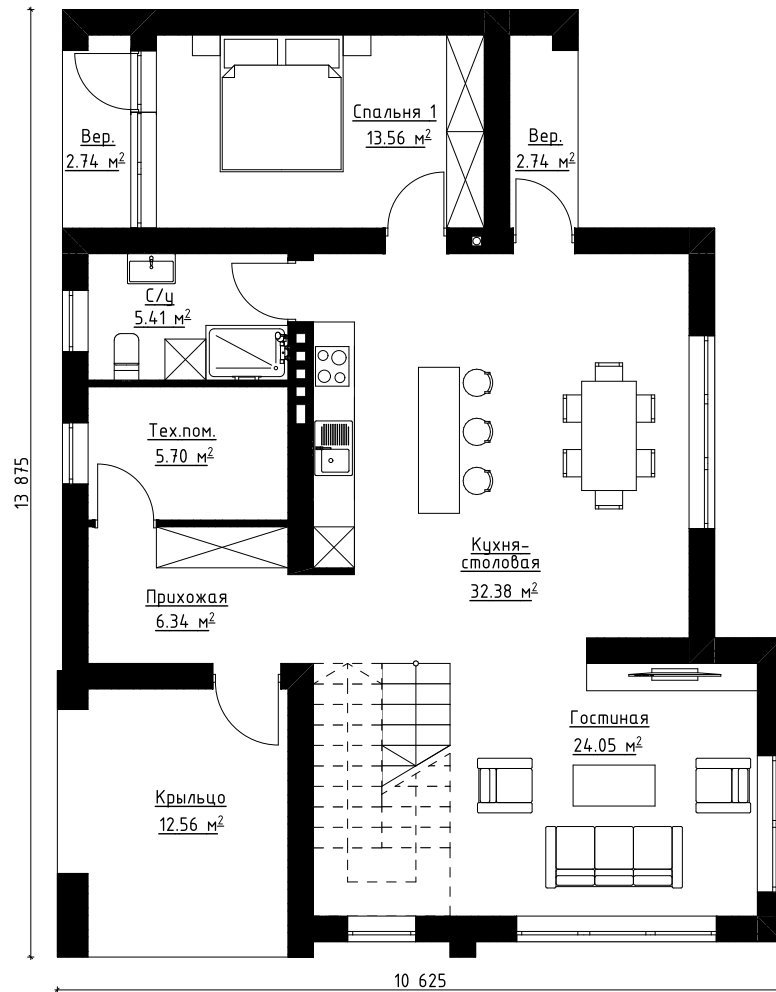 Спальня 1
13.56 м²
Вер.
2.74 м²
Вер.
2.74 м²
С/у
5.41 м²
Тех.пом.
5.70 м²
13 875
Кухня-
столовая
32.38 м²
Прихожая
6.34 м²
Гостиная
24.05 м²
Крыльцо
12.56 м²
10 625